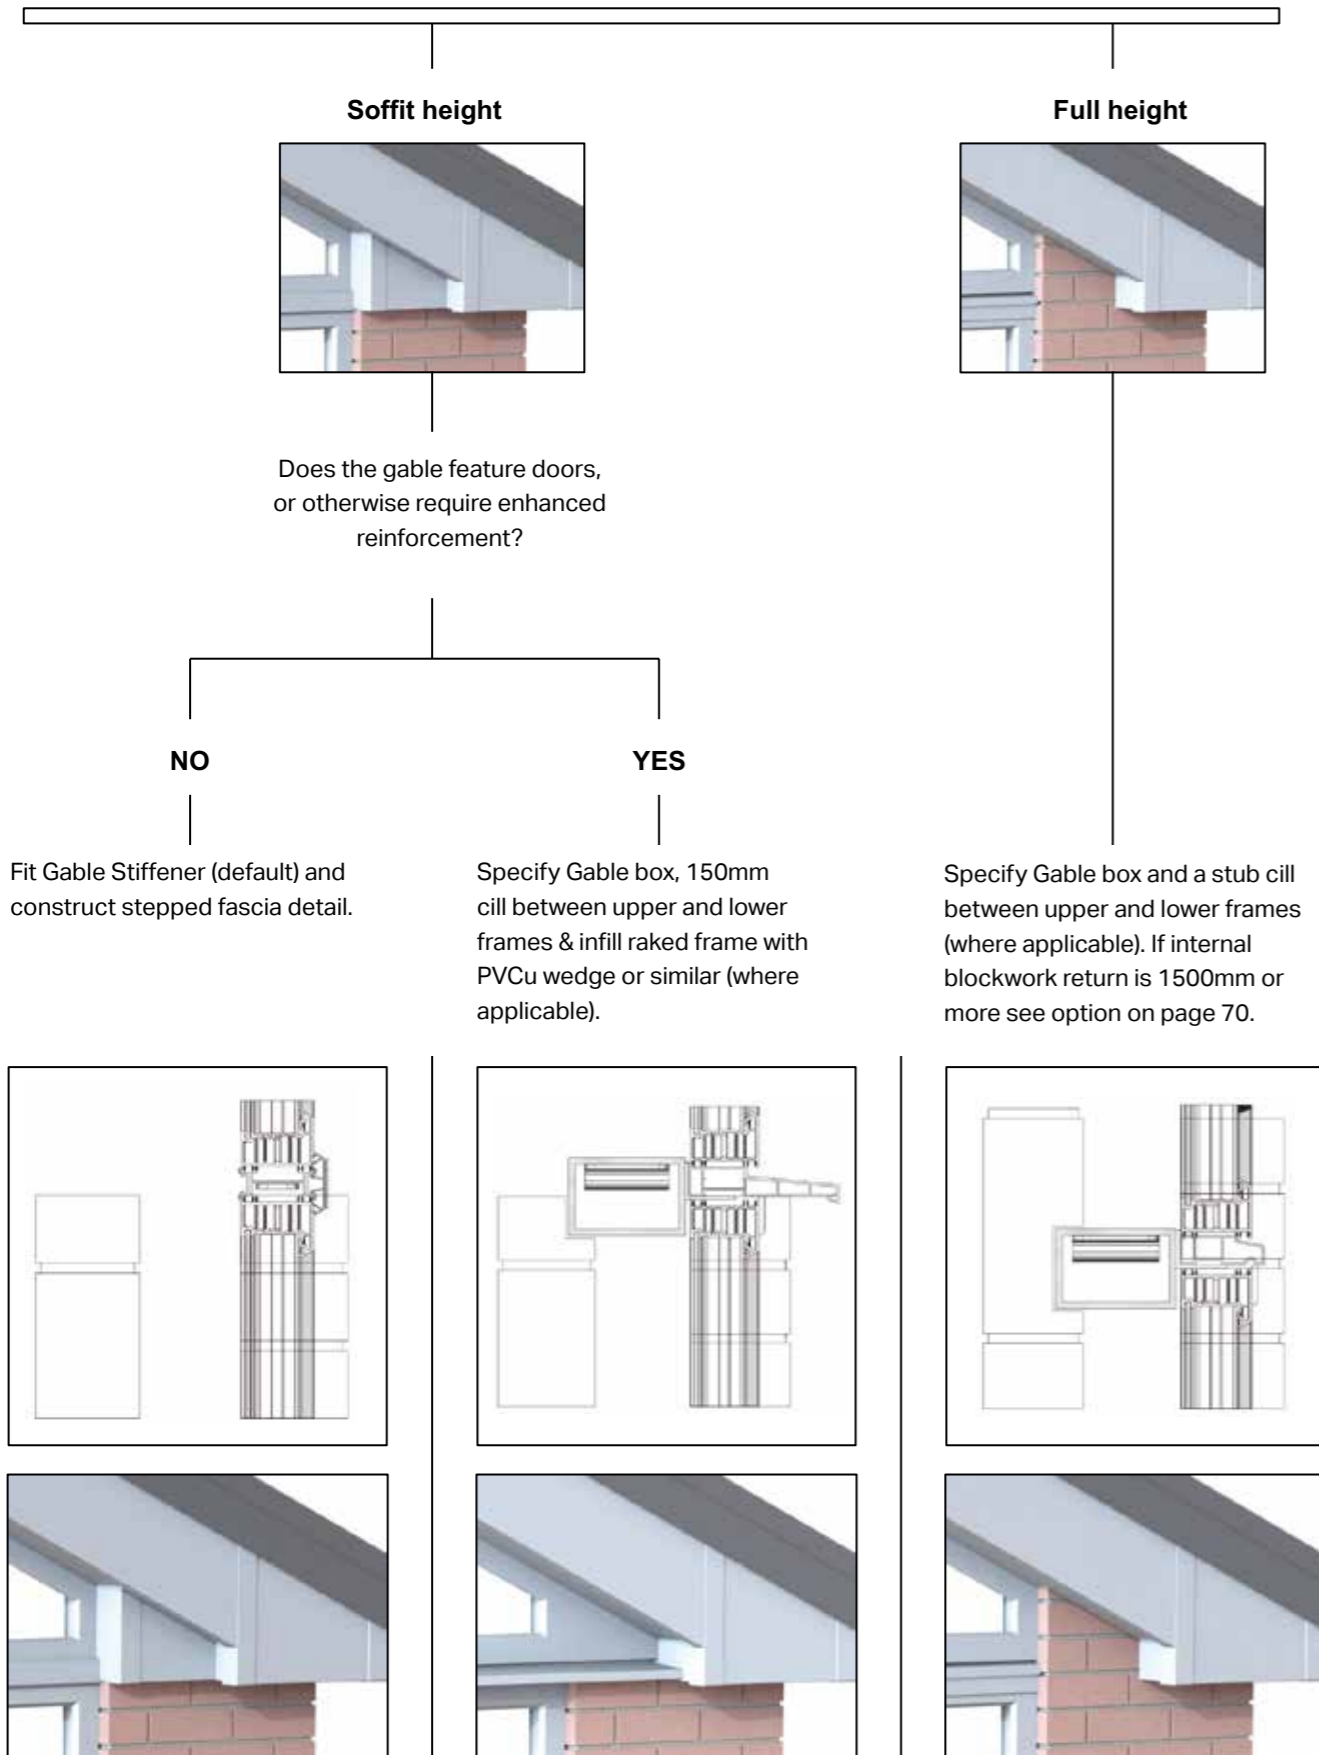 Soffit height
Full height
Does the gable feature doors,
or otherwise require enhanced
reinforcement?
NO
YES
Fit Gable Stiffener (default) and
construct stepped fascia detail.
Specify Gable box, 150mm
cill between upper and lower
frames & infill raked frame with
PVCu wedge or similar (where
applicable).
Specify Gable box and a stub cill
between upper and lower frames
(where applicable). If internal
blockwork return is 1500mm or
more see option on page 70.